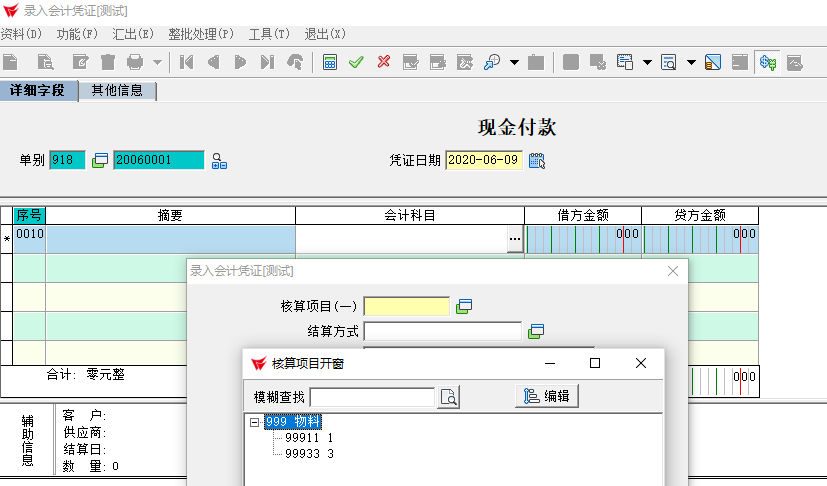 录入会计凭证[测试]
资料(D) 功能(F) 汇出(E) 整批处理(P) 工具(T) 退出(X)
详细字段 其他信息
现金付款
单别 918 20060001 凭证日期 2020-06-09
序号 摘要 会计科目 借方金额 贷方金额
* 0010 ... 000 000
录入会计凭证[测试]
核算项目(一)
结算方式
核算项目开窗
模糊查找 编辑
999 物料
99911 1
99933 3
合计: 零元整 000
辅助信息
客 户:
供应商:
结算日:
数 量: 0